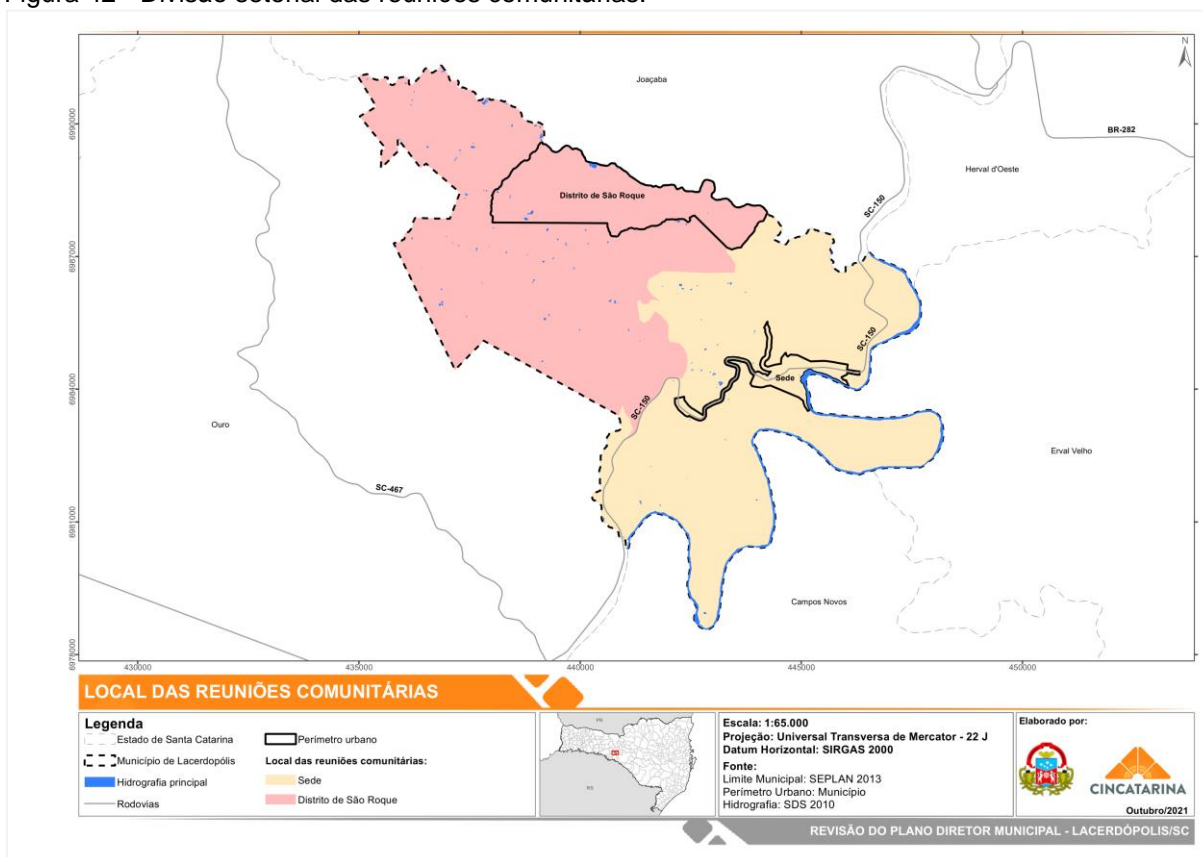 Figura 42 - Divisão setorial das reuniões comunitárias.
N
Joaçaba
6990000
BR-282
Herval d'Oeste
Distrito de São Roque
SC-150
6987000
SC-150
Sede
6984000
SC-150
Ouro
Erval Velho
SC-467
6981000
Campos Novos
6978000
430000
435000
440000
445000
450000
LOCAL DAS REUNIÕES COMUNITÁRIAS
Legenda
Estado de Santa Catarina
Município de Lacerdópolis
Hidrografia principal
Rodovias
Perímetro urbano
Local das reuniões comunitárias:
Sede
Distrito de São Roque
PR
RS
Escala: 1:65.000
Projeção: Universal Transversa de Mercator - 22 J
Datum Horizontal: SIRGAS 2000
Fonte:
Limite Municipal: SEPLAN 2013
Perímetro Urbano: Município
Hidrografia: SDS 2010
Elaborado por:
CINCATARINA
Outubro/2021
REVISÃO DO PLANO DIRETOR MUNICIPAL - LACERDÓPOLIS/SC